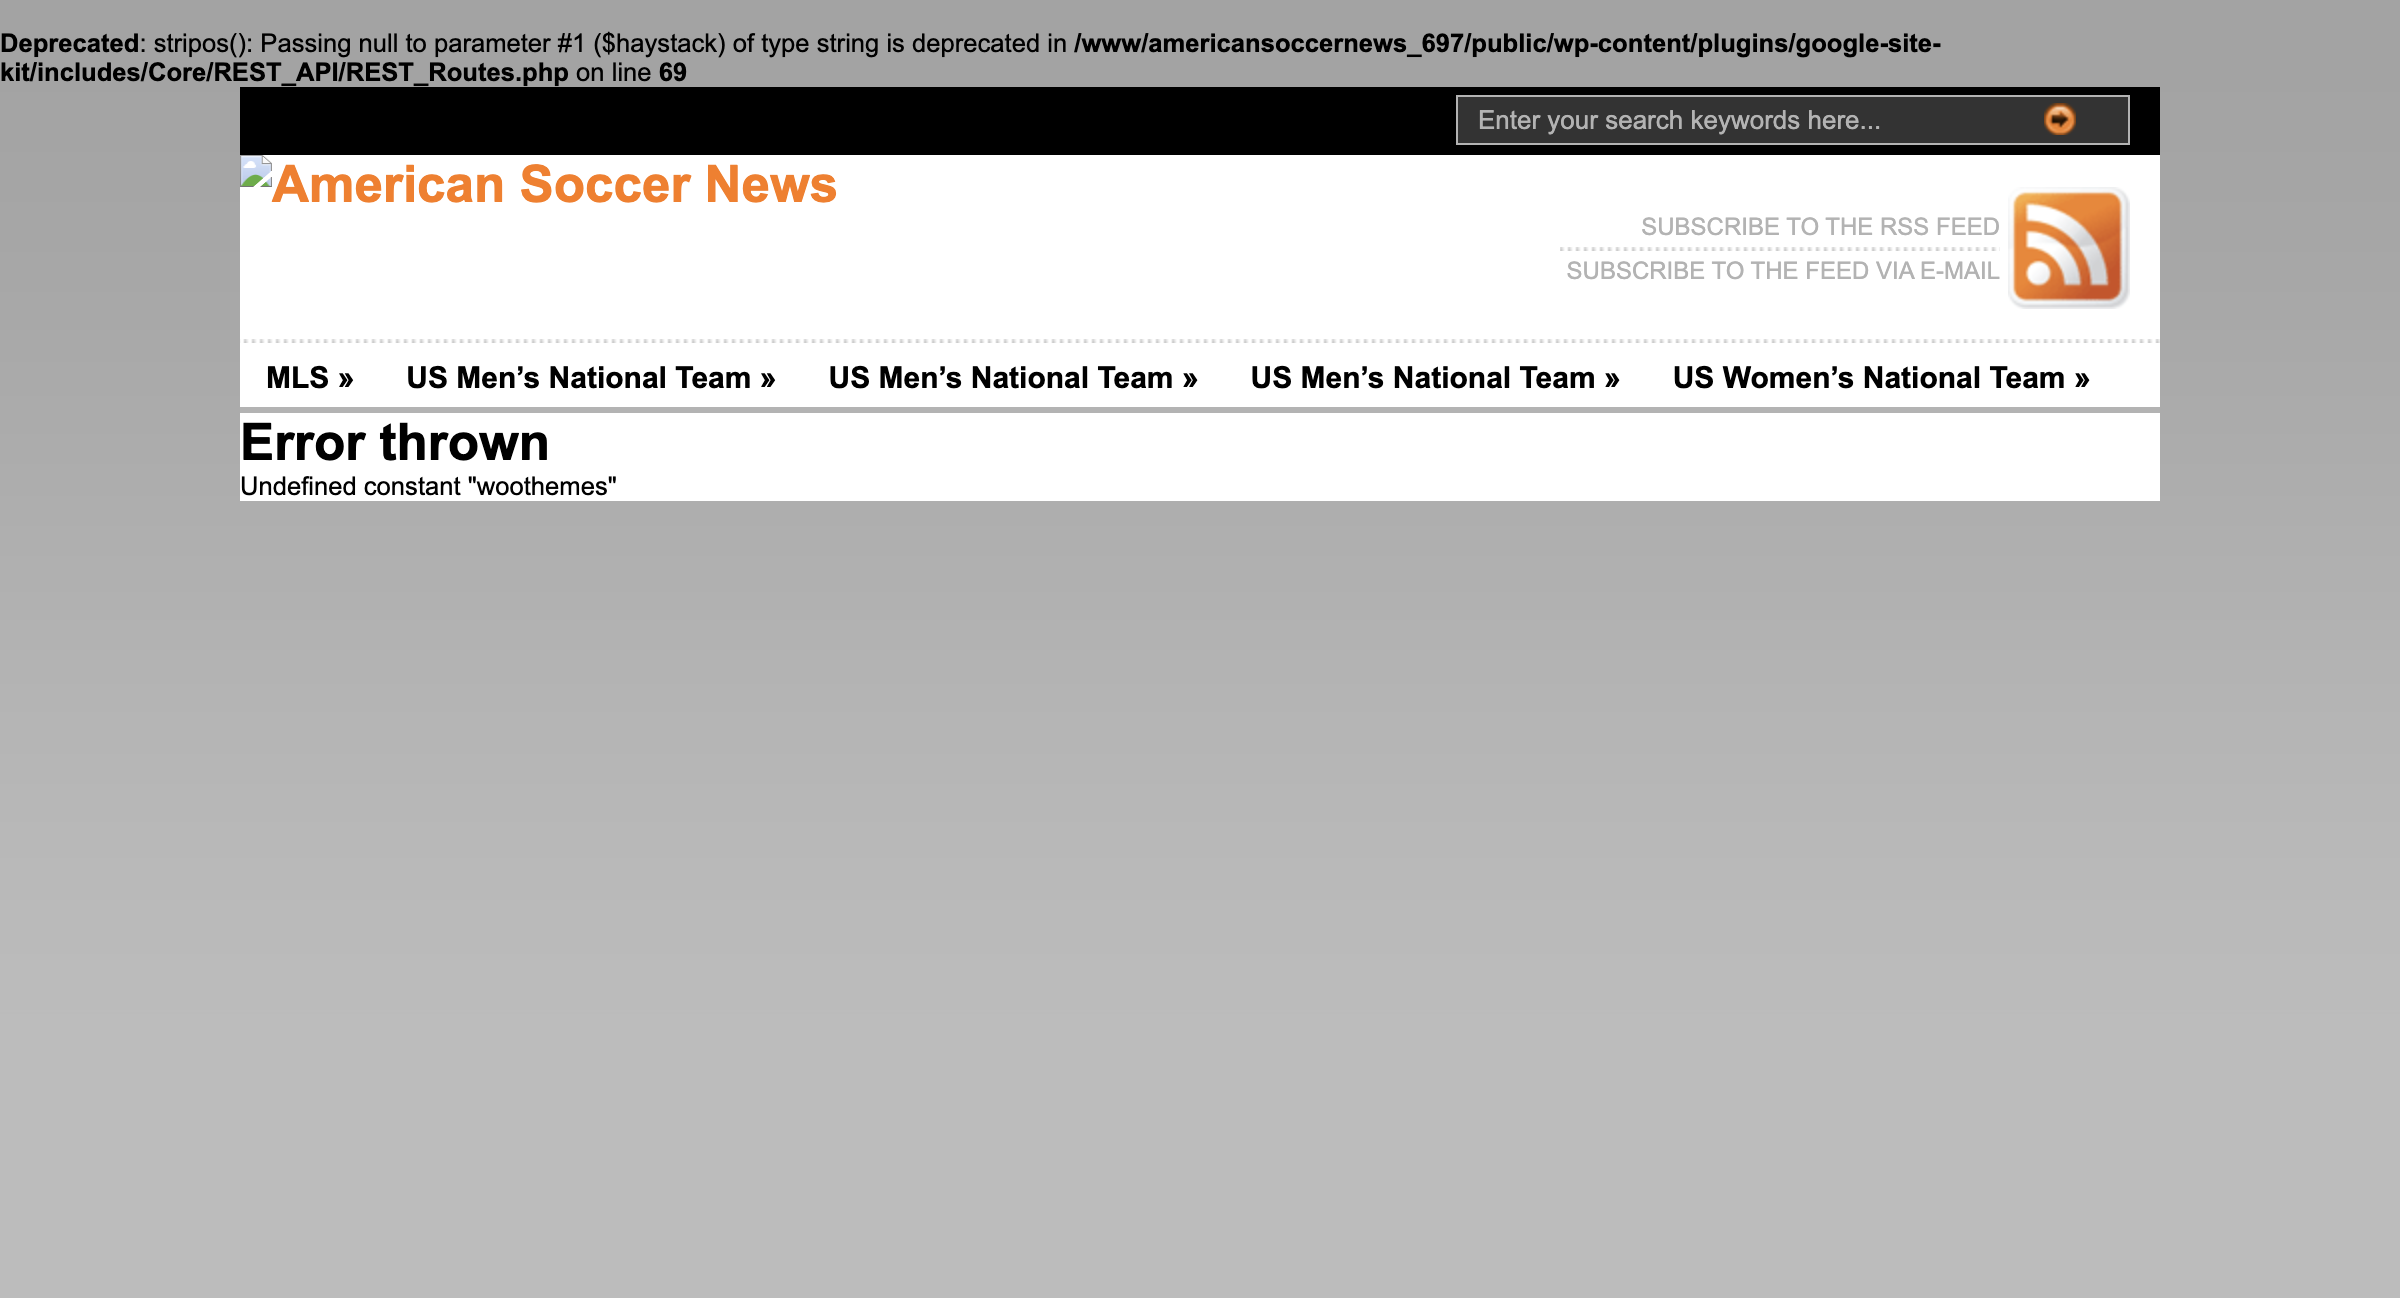 Deprecated: stripos(): Passing null to parameter #1 ($haystack) of type string is deprecated in /www/americansoccernews_697/public/wp-content/plugins/google-site-
kit/includes/Core/REST_API/REST_Routes.php on line 69
Enter your search keywords here...
American Soccer News
SUBSCRIBE TO THE RSS FEED
SUBSCRIBE TO THE FEED VIA E-MAIL
MLS » US Men’s National Team » US Men’s National Team » US Men’s National Team » US Women’s National Team »
Error thrown
Undefined constant "woothemes"